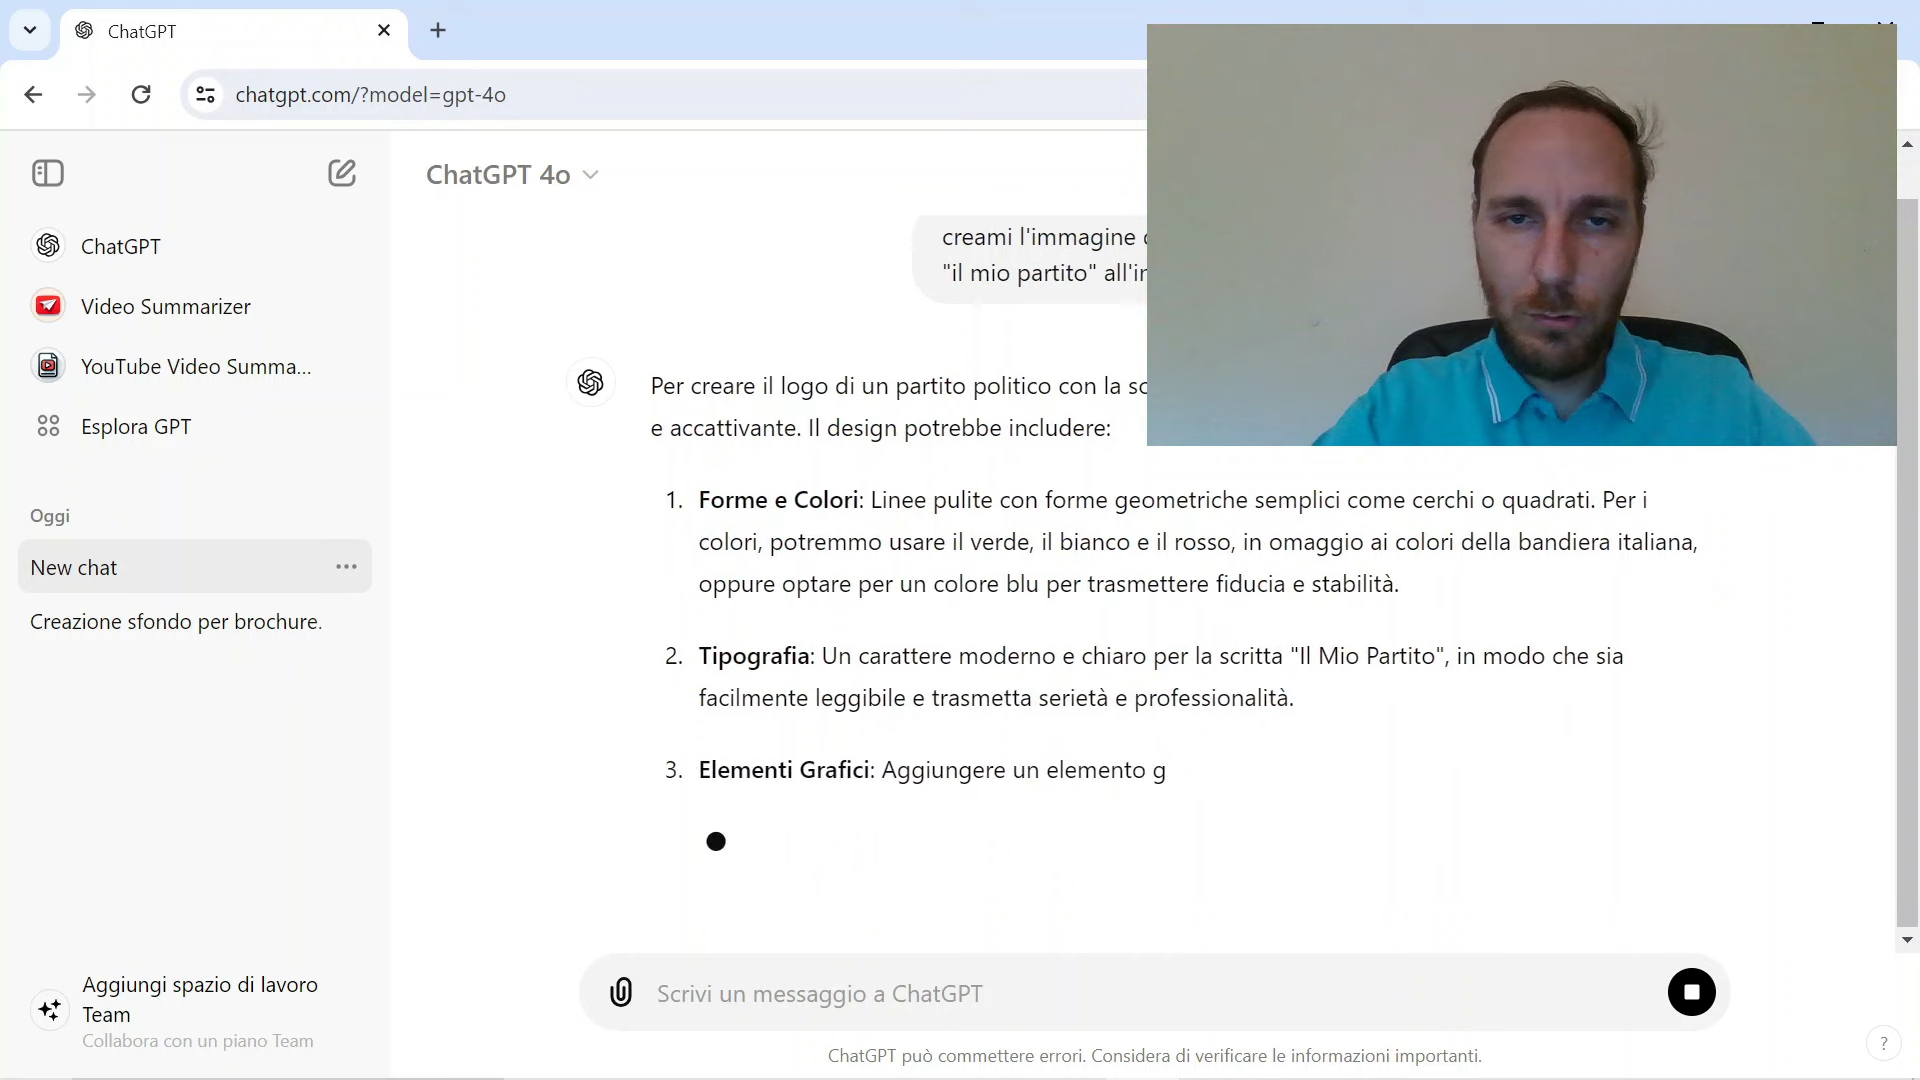 ChatGPT
chatgpt.com/?model=gpt-4o
ChatGPT 4o
ChatGPT
Video Summarizer
YouTube Video Summa...
Esplora GPT
Oggi
New chat
Creazione sfondo per brochure.
Aggiungi spazio di lavoro
Team
Collabora con un piano Team
creami l'immagine
"il mio partito"
Per creare il logo di un partito politico con la
e accattivante. Il design potrebbe includere:
1. Forme e Colori: Linee pulite con forme geometriche semplici come cerchi o quadrati. Per i
colori, potremmo usare il verde, il bianco e il rosso, in omaggio ai colori della bandiera italiana,
oppure optare per un colore blu per trasmettere fiducia e stabilità.
2. Tipografia: Un carattere moderno e chiaro per la scritta "Il Mio Partito", in modo che sia
facilmente leggibile e trasmetta serietà e professionalità.
3. Elementi Grafici: Aggiungere un elemento g
Scrivi un messaggio a ChatGPT
ChatGPT può commettere errori. Considera di verificare le informazioni importanti.
?